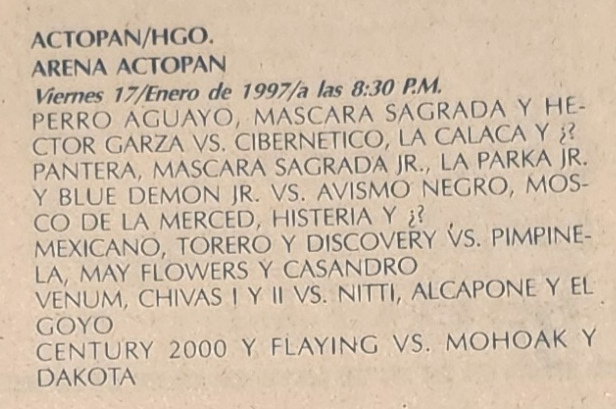 ACTOPAN/HGO.
ARENA ACTOPAN
Viernes 17/Enero de 1997/a las 8:30 P.M.
PERRO AGUAYO, MASCARA SAGRADA Y HE-
CTOR GARZA VS. CIBERNETICO, LA CALACA Y ¿?
PANTERA, MASCARA SAGRADA JR., LA PARKA JR.
Y BLUE DEMON JR. VS. AVISMO NEGRO, MOS-
CO DE LA MERCED, HISTERIA Y ¿?
MEXICANO, TORERO Y DISCOVERY VS. PIMPINE-
LA, MAY FLOWERS Y CASANDRO
VENUM, CHIVAS I Y II VS. NITTI, ALCAPONE Y EL
GOYO
CENTURY 2000 Y FLAYING VS. MOHOAK Y
DAKOTA